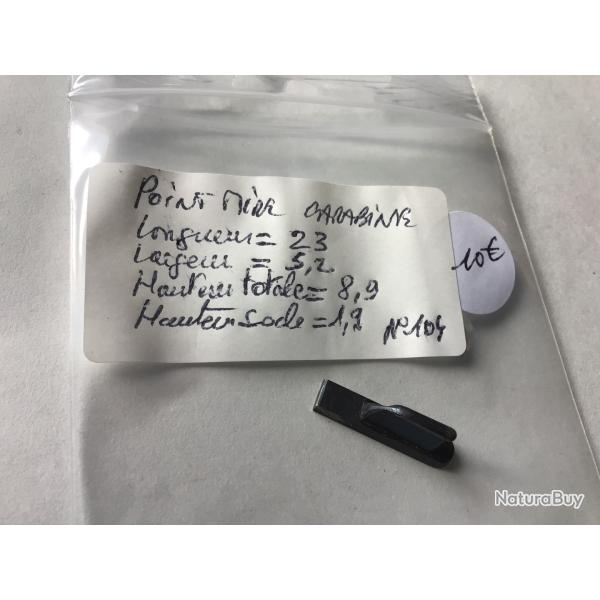 POINT MIRE CARABINE
Longueur = 23
Largeur = 5,2
Hauteur totale = 8,9
Hauteur socle = 1,9
N° 104
10€
NaturaBuy